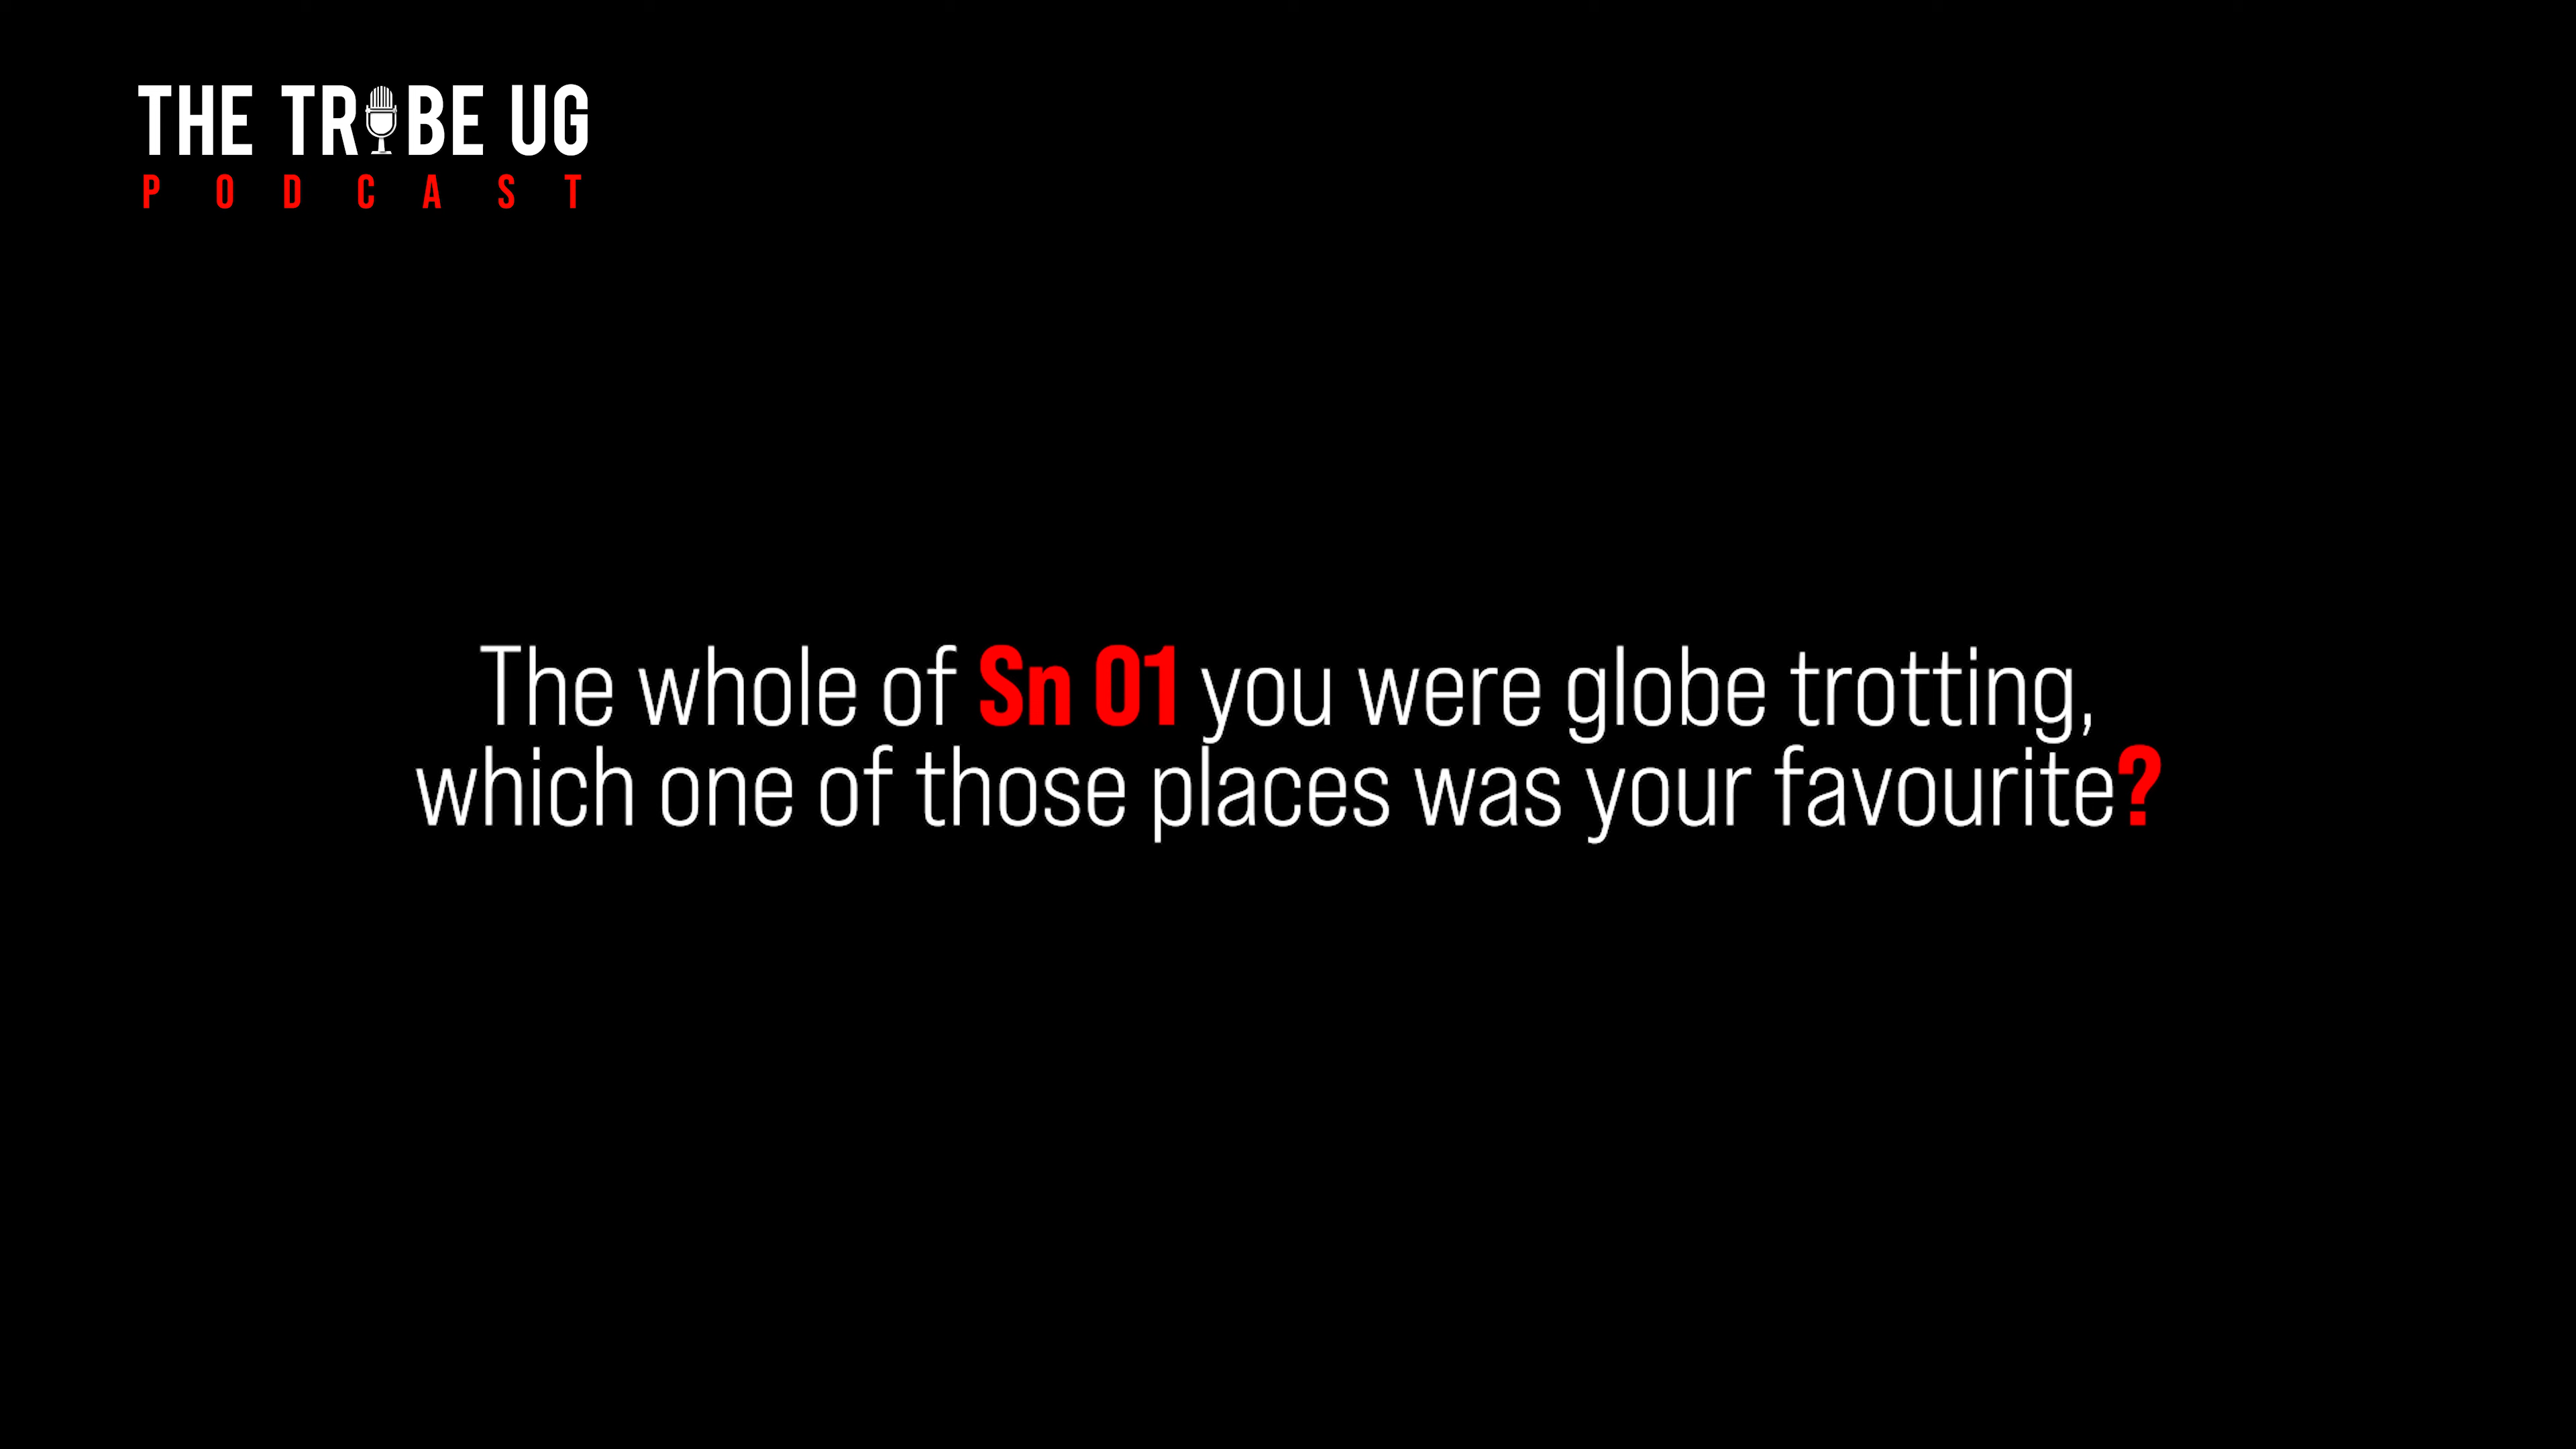 THE TRIBE UG
PODCAST
The whole of Sn 01 you were globe trotting,
which one of those places was your favourite?